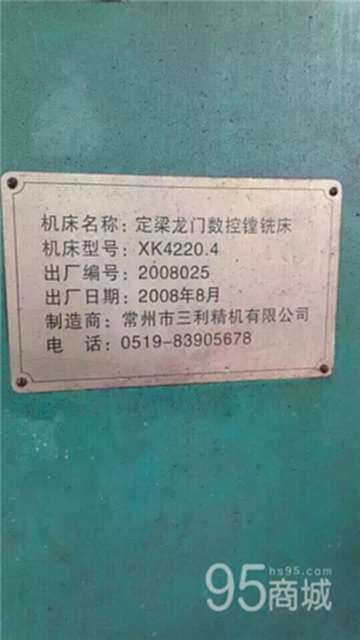 机床名称：定梁龙门数控镗铣床
机床型号：XK4220.4
出厂编号：2008025
出厂日期：2008年8月
制造商：常州市三利精机有限公司
电　话：0519-83905678
hs95.com
95商城